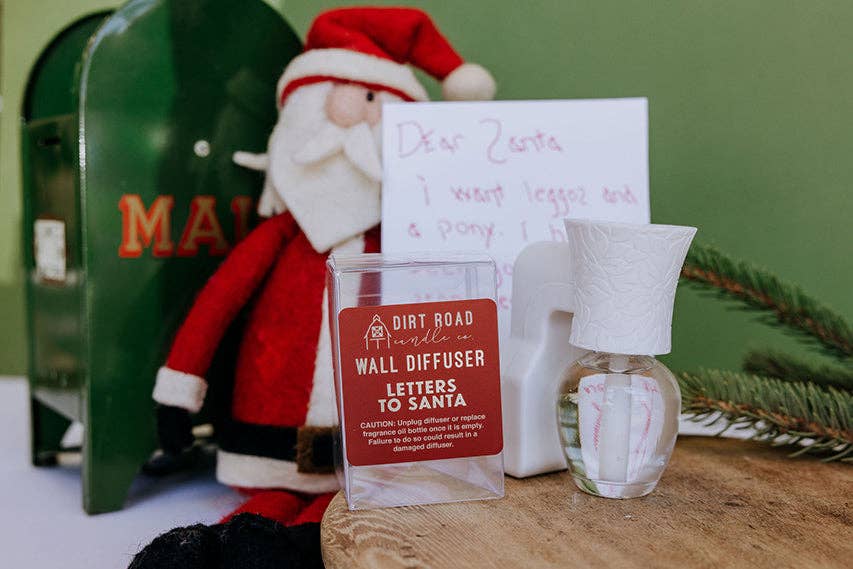 MA
Dear Santa
i want leggos and
a pony. i
DIRT ROAD
candle co.
WALL DIFFUSER
LETTERS
TO SANTA
CAUTION: Unplug diffuser or replace
fragrance oil bottle once it is empty.
Failure to do so could result in a
damaged diffuser.